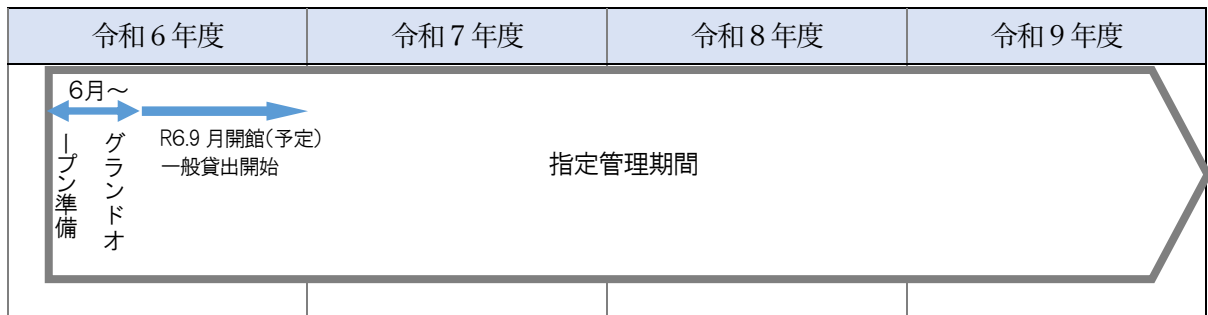 令和6年度
令和7年度
令和8年度
令和9年度
6月～
グランドオ
ープン準備
R6.9月開館(予定)
一般貸出開始
指定管理期間